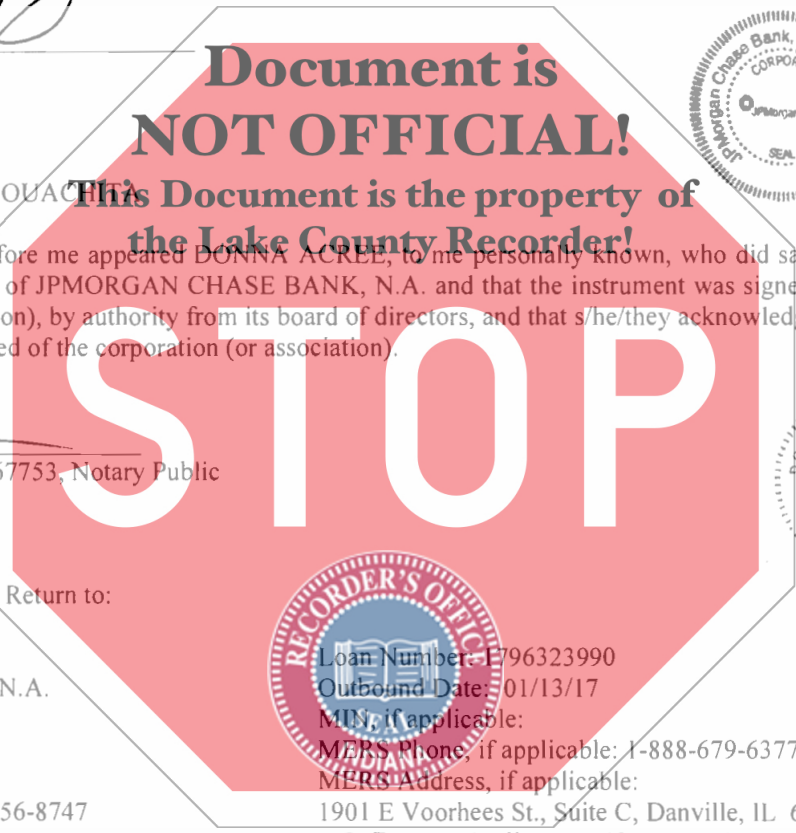 Document is
NOT OFFICIAL!
This Document is the property of
the Lake County Recorder!
JPMorgan Chase Bank,
SEAL
OUACHITA
fore me appeared DONNA ACREE, to me personally known, who did sa
of JPMORGAN CHASE BANK, N.A. and that the instrument was signe
on), by authority from its board of directors, and that s/he/they acknowledg
ed of the corporation (or association).
STOP
67753, Notary Public
Return to:
RECORDER'S OFFICE
SEAL
INDIANA
Loan Number: 1796323990
N.A.
Outbound Date: 01/13/17
MIN, if applicable:
MERS Phone, if applicable: 1-888-679-6377
MERS Address, if applicable:
56-8747
1901 E Voorhees St., Suite C, Danville, IL 6